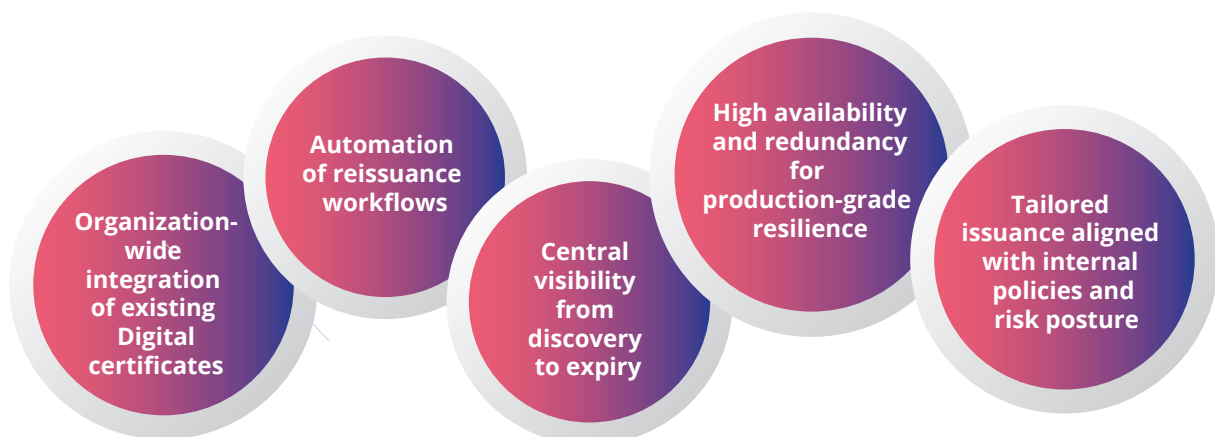 Organization-
wide
integration
of existing
Digital
certificates
Automation
of reissuance
workflows
Central
visibility
from
discovery
to expiry
High availability
and redundancy
for
production-grade
resilience
Tailored
issuance aligned
with internal
policies and
risk posture